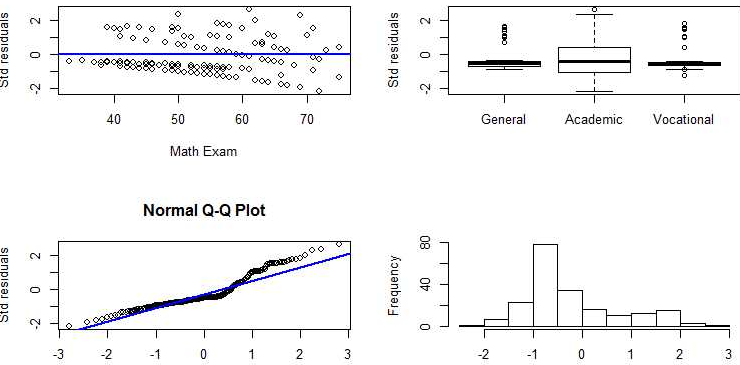 Std residuals
2
0
-2
40 50 60 70
Math Exam
Std residuals
2
0
-2
General Academic Vocational
Normal Q-Q Plot
Std residuals
2
0
-2
-3 -2 -1 0 1 2 3
Frequency
80
40
0
-2 -1 0 1 2 3